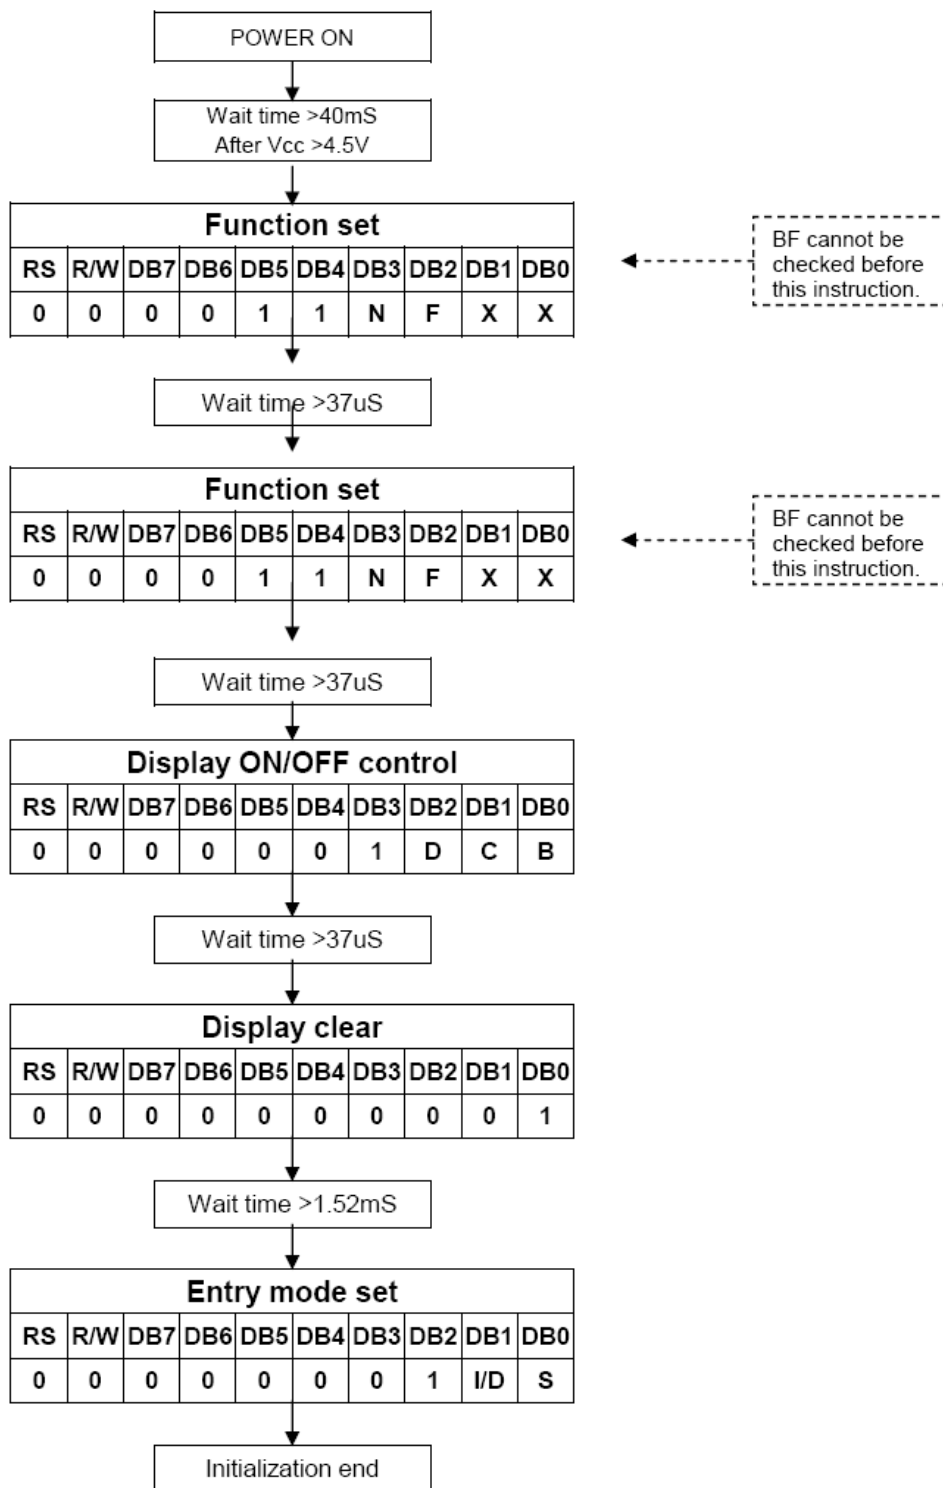 POWER ON
Wait time >40mS
After Vcc >4.5V
Function set
RS R/W DB7 DB6 DB5 DB4 DB3 DB2 DB1 DB0
0 0 0 0 1 1 N F X X
BF cannot be
checked before
this instruction.
Wait time >37uS
Function set
RS R/W DB7 DB6 DB5 DB4 DB3 DB2 DB1 DB0
0 0 0 0 1 1 N F X X
BF cannot be
checked before
this instruction.
Wait time >37uS
Display ON/OFF control
RS R/W DB7 DB6 DB5 DB4 DB3 DB2 DB1 DB0
0 0 0 0 0 0 1 D C B
Wait time >37uS
Display clear
RS R/W DB7 DB6 DB5 DB4 DB3 DB2 DB1 DB0
0 0 0 0 0 0 0 0 0 1
Wait time >1.52mS
Entry mode set
RS R/W DB7 DB6 DB5 DB4 DB3 DB2 DB1 DB0
0 0 0 0 0 0 0 1 I/D S
Initialization end